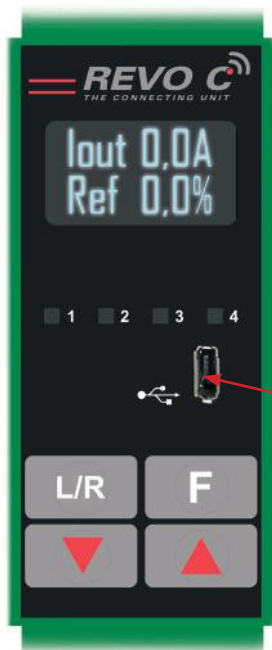 REVO C
THE CONNECTING UNIT
Iout 0,0A
Ref 0,0%
1 2 3 4
L/R F